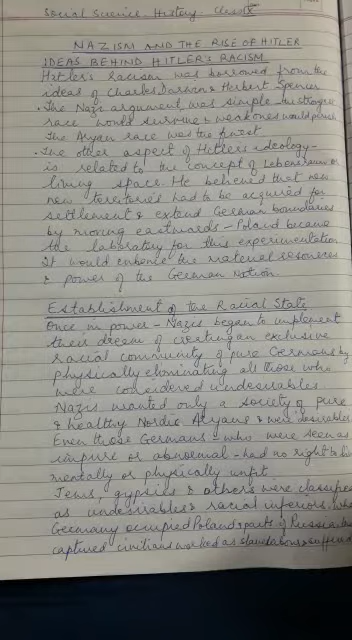 Social Science - History Class X
NAZISM AND THE RISE OF HITLER
IDEAS BEHIND HITLER'S RACISM
Hitler's racism was borrowed from the
ideas of Charles Darwin & Herbert Spencer
• The Nazi argument was simple - the strongest
race would survive & weak ones would perish
The Aryan race was the finest
• The other aspect of Hitler's ideology -
is related to the concept of Lebensraum or
living space. He believed that
new territories had to be acquired for
settlement & extend German boundaries
by moving eastwards - Poland became
the laboratory for this experimentation
It would enhance the material resources
& power of the German Nation.
Establishment of the Racial State
Once in power - Nazis began to implement
their dream of creating an exclusive
racial community of pure Germans by
physically eliminating all those who
were considered undesirables
Nazis wanted only a society of pure
& healthy Nordic Aryans & were desirable
Even those Germans - who were seen as
impure or abnormal - had no right to
mentally or physically unfit.
Jews, gypsies & others were classified
as undesirables & racial inferiors.
Germany occupied Poland & parts of Russia
captured civilians worked as slave labour & suffered